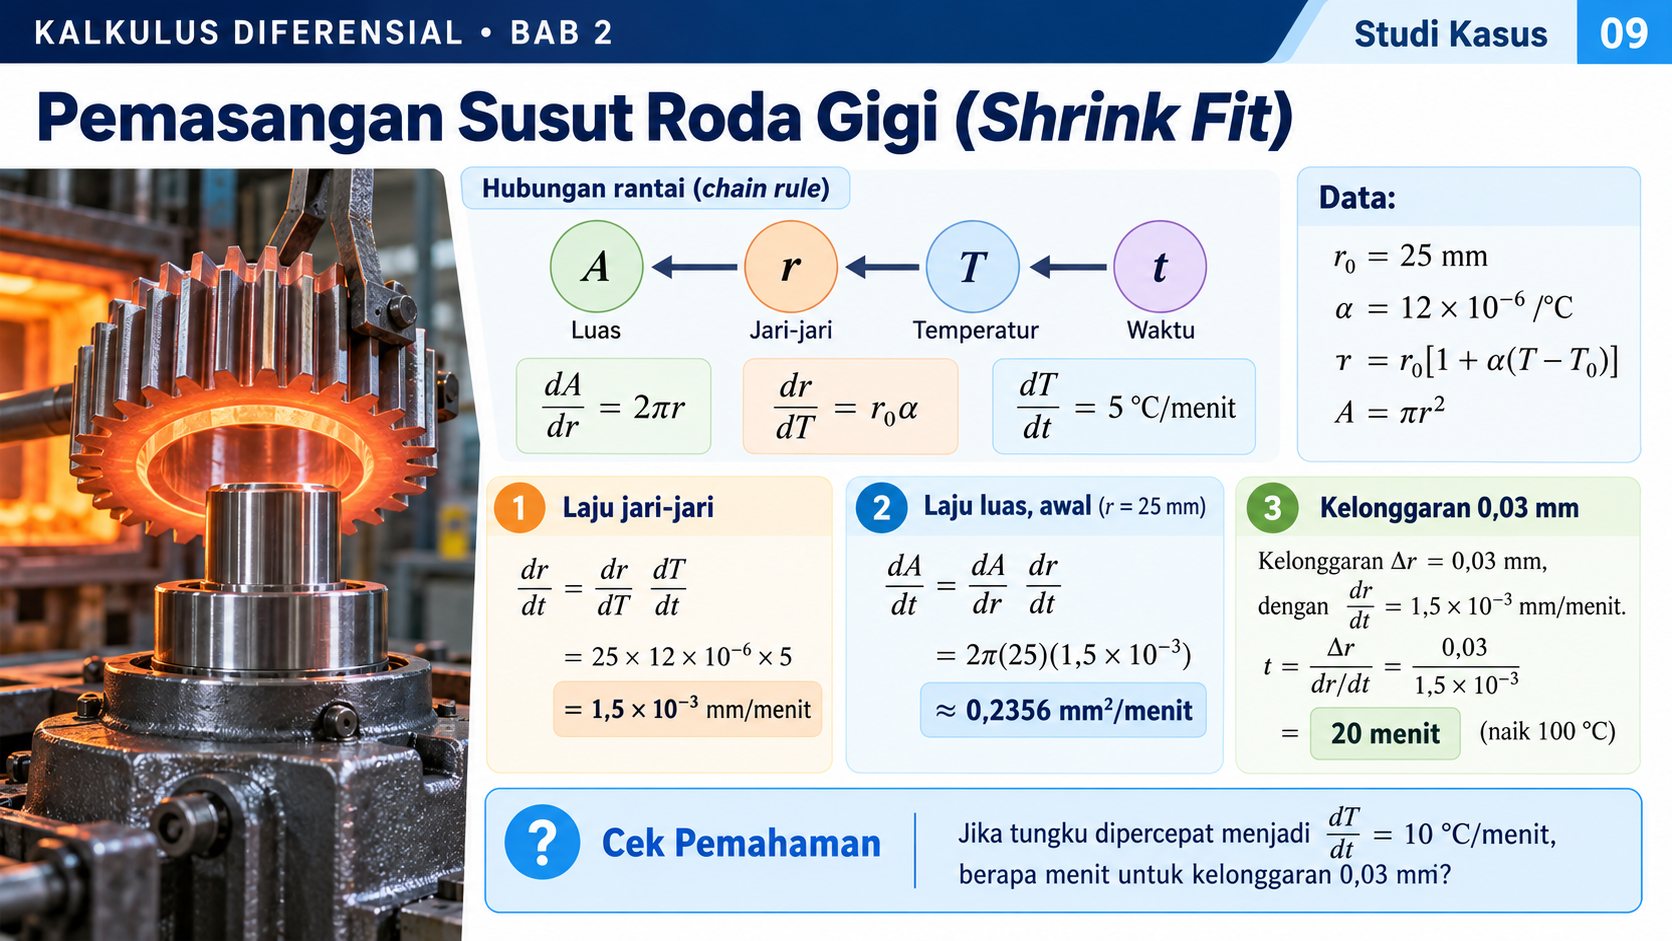 KALKULUS DIFERENSIAL • BAB 2
Studi Kasus
09
Pemasangan Susut Roda Gigi (Shrink Fit)
Hubungan rantai (chain rule)
A
r
T
t
Luas
Jari-jari
Temperatur
Waktu
dA/dr = 2πr
dr/dT = r₀α
dT/dt = 5 °C/menit
Data:
r₀ = 25 mm
α = 12 × 10⁻⁶ /°C
r = r₀[1 + α(T − T₀)]
A = πr²
1 Laju jari-jari
dr/dt = dr/dT dT/dt
= 25 × 12 × 10⁻⁶ × 5
= 1,5 × 10⁻³ mm/menit
2 Laju luas, awal (r = 25 mm)
dA/dt = dA/dr dr/dt
= 2π(25)(1,5 × 10⁻³)
≈ 0,2356 mm²/menit
3 Kelonggaran 0,03 mm
Kelonggaran Δr = 0,03 mm,
dengan dr/dt = 1,5 × 10⁻³ mm/menit.
t = Δr/(dr/dt) = 0,03/(1,5 × 10⁻³)
= 20 menit (naik 100 °C)
? Cek Pemahaman
Jika tungku dipercepat menjadi dT/dt = 10 °C/menit,
berapa menit untuk kelonggaran 0,03 mm?